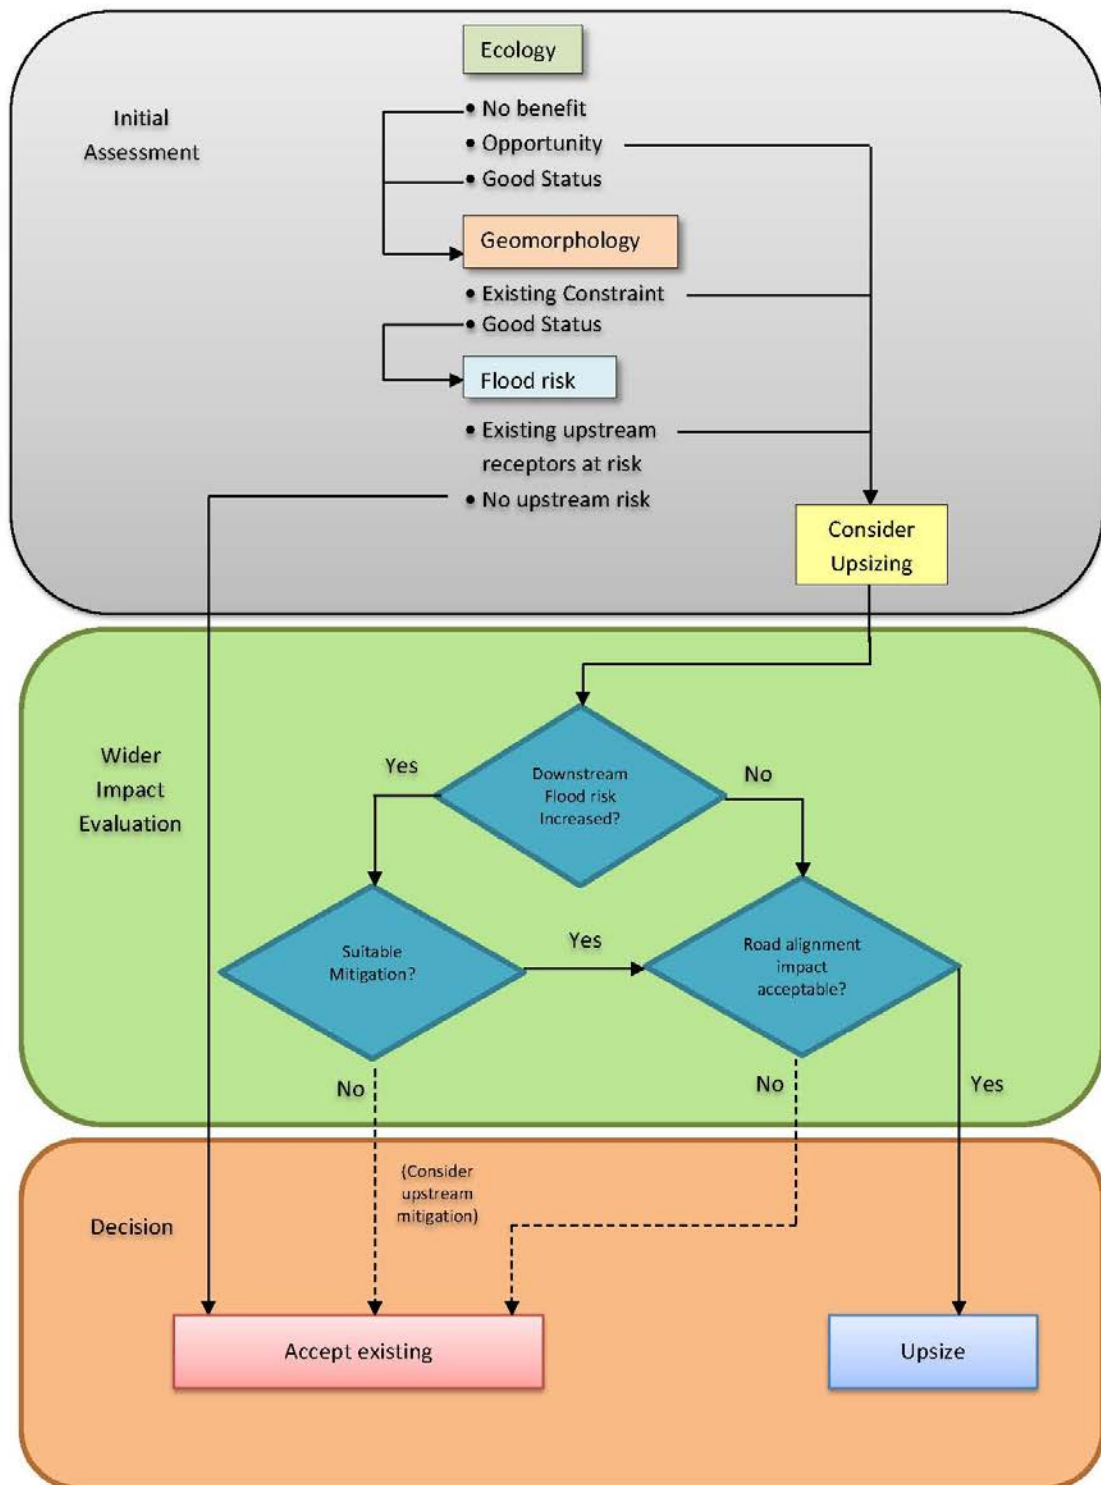 Ecology
Initial
Assessment
• No benefit
• Opportunity
• Good Status
Geomorphology
• Existing Constraint
• Good Status
Flood risk
• Existing upstream
receptors at risk
• No upstream risk
Consider
Upsizing
Wider
Impact
Evaluation
Yes
Downstream
Flood risk
Increased?
No
Suitable
Mitigation?
Yes
Road alignment
impact
acceptable?
No
No
Yes
Decision
(Consider
upstream
mitigation)
Accept existing
Upsize